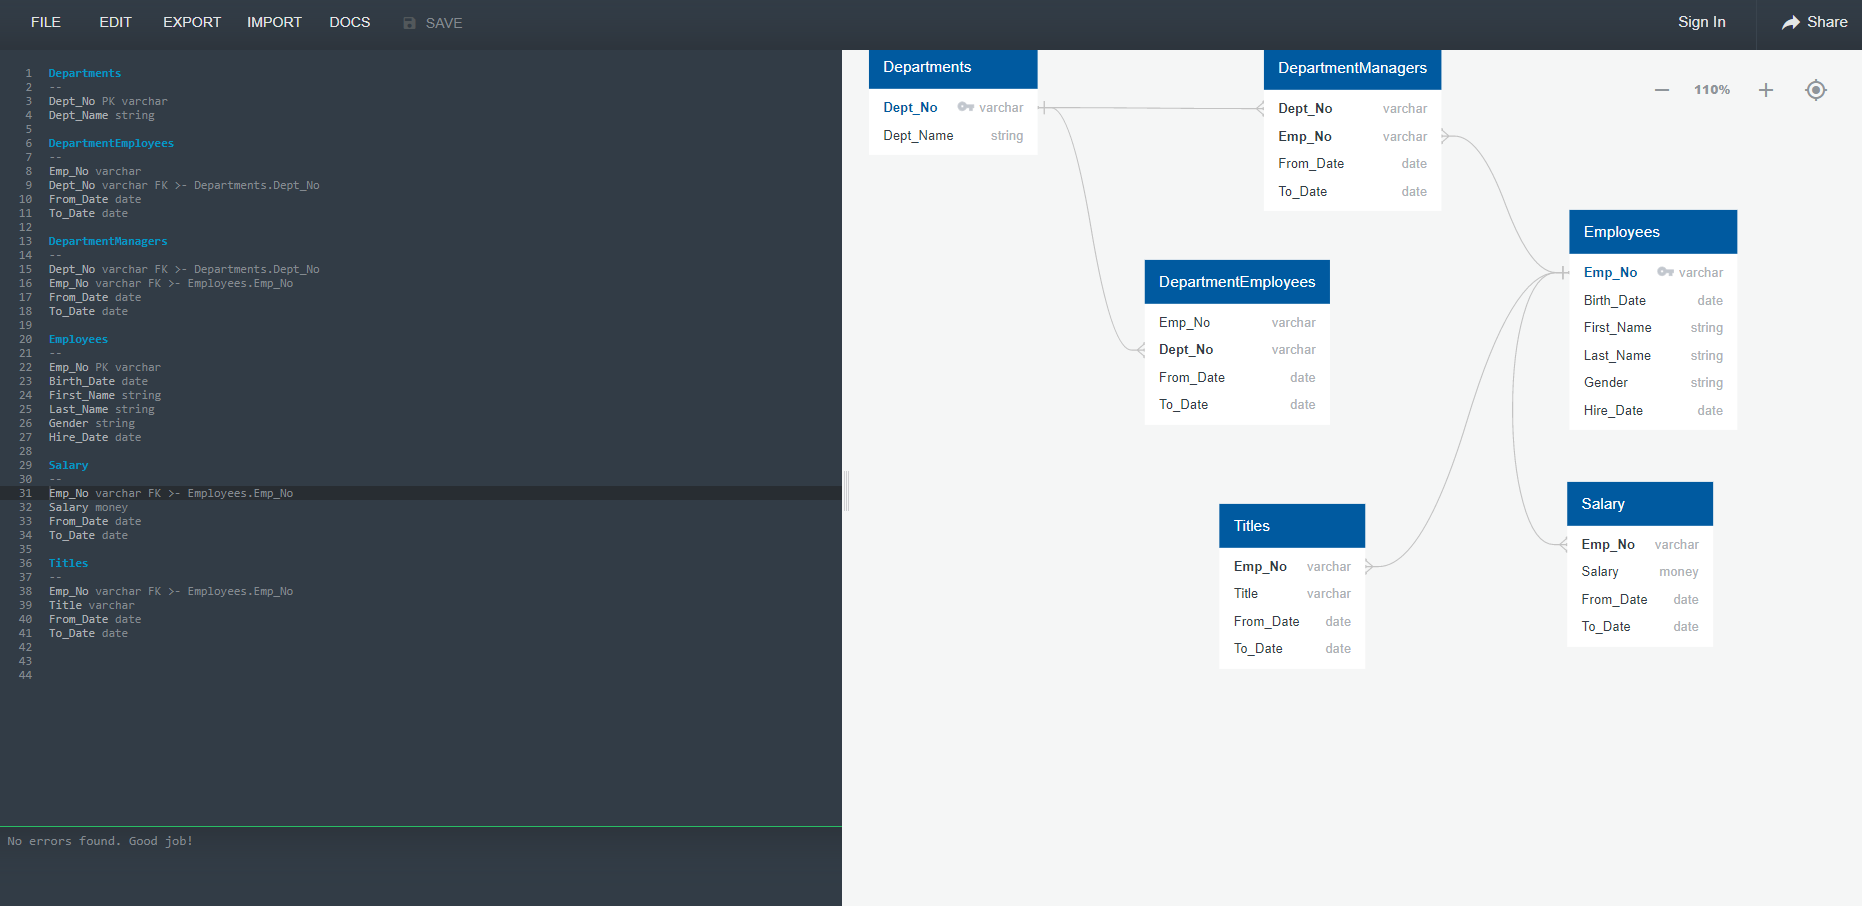 FILE EDIT EXPORT IMPORT DOCS SAVE Sign In Share
1 Departments
2 --
3 Dept_No PK varchar
4 Dept_Name string
5
6 DepartmentEmployees
7 --
8 Emp_No varchar
9 Dept_No varchar FK >- Departments.Dept_No
10 From_Date date
11 To_Date date
12
13 DepartmentManagers
14 --
15 Dept_No varchar FK >- Departments.Dept_No
16 Emp_No varchar FK >- Employees.Emp_No
17 From_Date date
18 To_Date date
19
20 Employees
21 --
22 Emp_No PK varchar
23 Birth_Date date
24 First_Name string
25 Last_Name string
26 Gender string
27 Hire_Date date
28
29 Salary
30 --
31 Emp_No varchar FK >- Employees.Emp_No
32 Salary money
33 From_Date date
34 To_Date date
35
36 Titles
37 --
38 Emp_No varchar FK >- Employees.Emp_No
39 Title varchar
40 From_Date date
41 To_Date date
42
43
44
No errors found. Good job!
Departments
Dept_No varchar
Dept_Name string
DepartmentManagers
Dept_No varchar
Emp_No varchar
From_Date date
To_Date date
110%
DepartmentEmployees
Emp_No varchar
Dept_No varchar
From_Date date
To_Date date
Employees
Emp_No varchar
Birth_Date date
First_Name string
Last_Name string
Gender string
Hire_Date date
Titles
Emp_No varchar
Title varchar
From_Date date
To_Date date
Salary
Emp_No varchar
Salary money
From_Date date
To_Date date